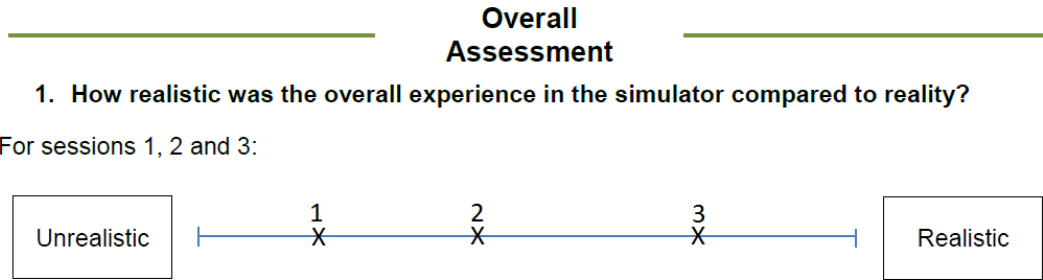 Overall
Assessment
1. How realistic was the overall experience in the simulator compared to reality?
For sessions 1, 2 and 3:
1 2 3
Unrealistic X X X Realistic